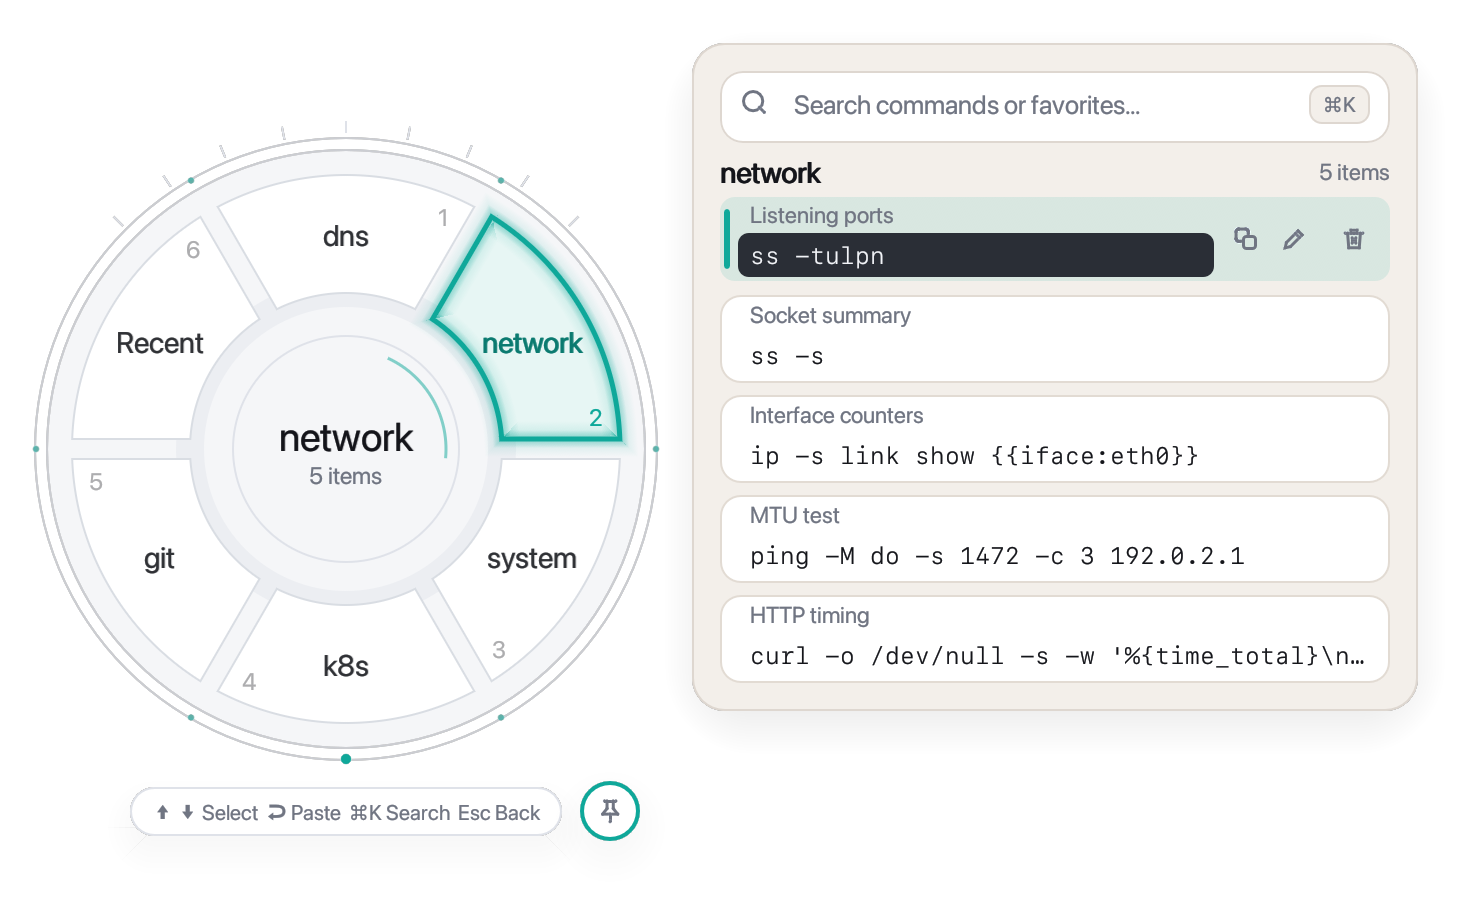 1
dns
6
Recent
network
2
network
5 items
5
git
system
3
k8s
4
Select Paste ⌘K Search Esc Back
Search commands or favorites...
⌘K
network
5 items
Listening ports
ss -tulpn
Socket summary
ss -s
Interface counters
ip -s link show {{iface:eth0}}
MTU test
ping -M do -s 1472 -c 3 192.0.2.1
HTTP timing
curl -o /dev/null -s -w '%{time_total}\n…